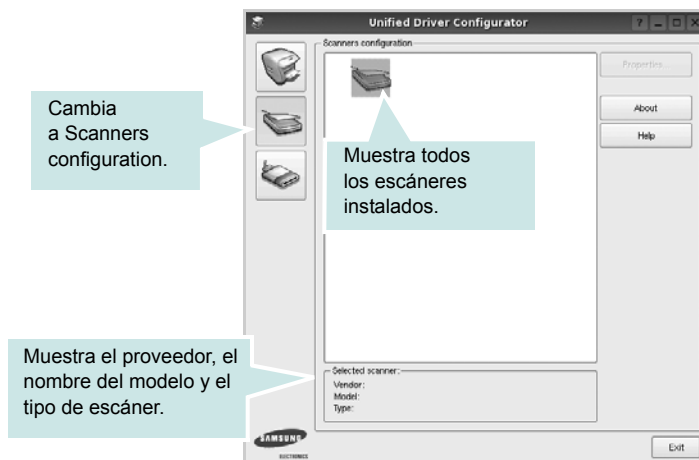 Unified Driver Configurator
Scanners configuration
Properties...
About
Help
Cambia
a Scanners
configuration.
Muestra todos
los escáneres
instalados.
Muestra el proveedor, el
nombre del modelo y el
tipo de escáner.
Selected scanner:
Vendor:
Model:
Type:
SAMSUNG
ELECTRONICS
Exit